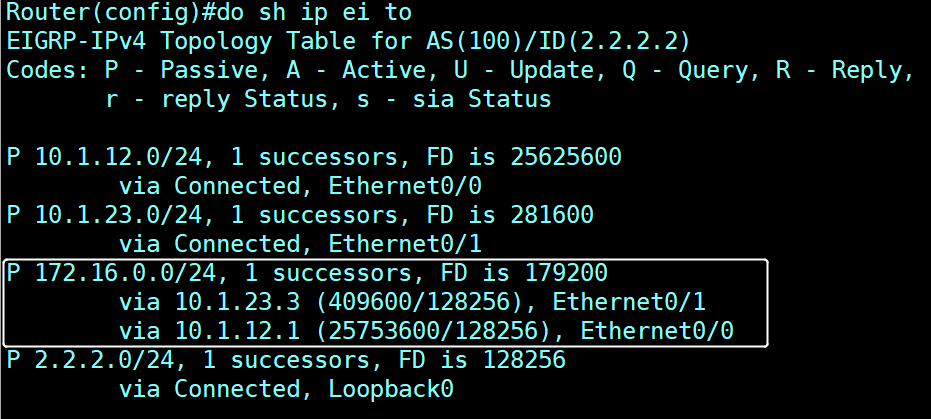 Router(config)#do sh ip ei to
EIGRP-IPv4 Topology Table for AS(100)/ID(2.2.2.2)
Codes: P - Passive, A - Active, U - Update, Q - Query, R - Reply,
r - reply Status, s - sia Status
P 10.1.12.0/24, 1 successors, FD is 25625600
via Connected, Ethernet0/0
P 10.1.23.0/24, 1 successors, FD is 281600
via Connected, Ethernet0/1
P 172.16.0.0/24, 1 successors, FD is 179200
via 10.1.23.3 (409600/128256), Ethernet0/1
via 10.1.12.1 (25753600/128256), Ethernet0/0
P 2.2.2.0/24, 1 successors, FD is 128256
via Connected, Loopback0